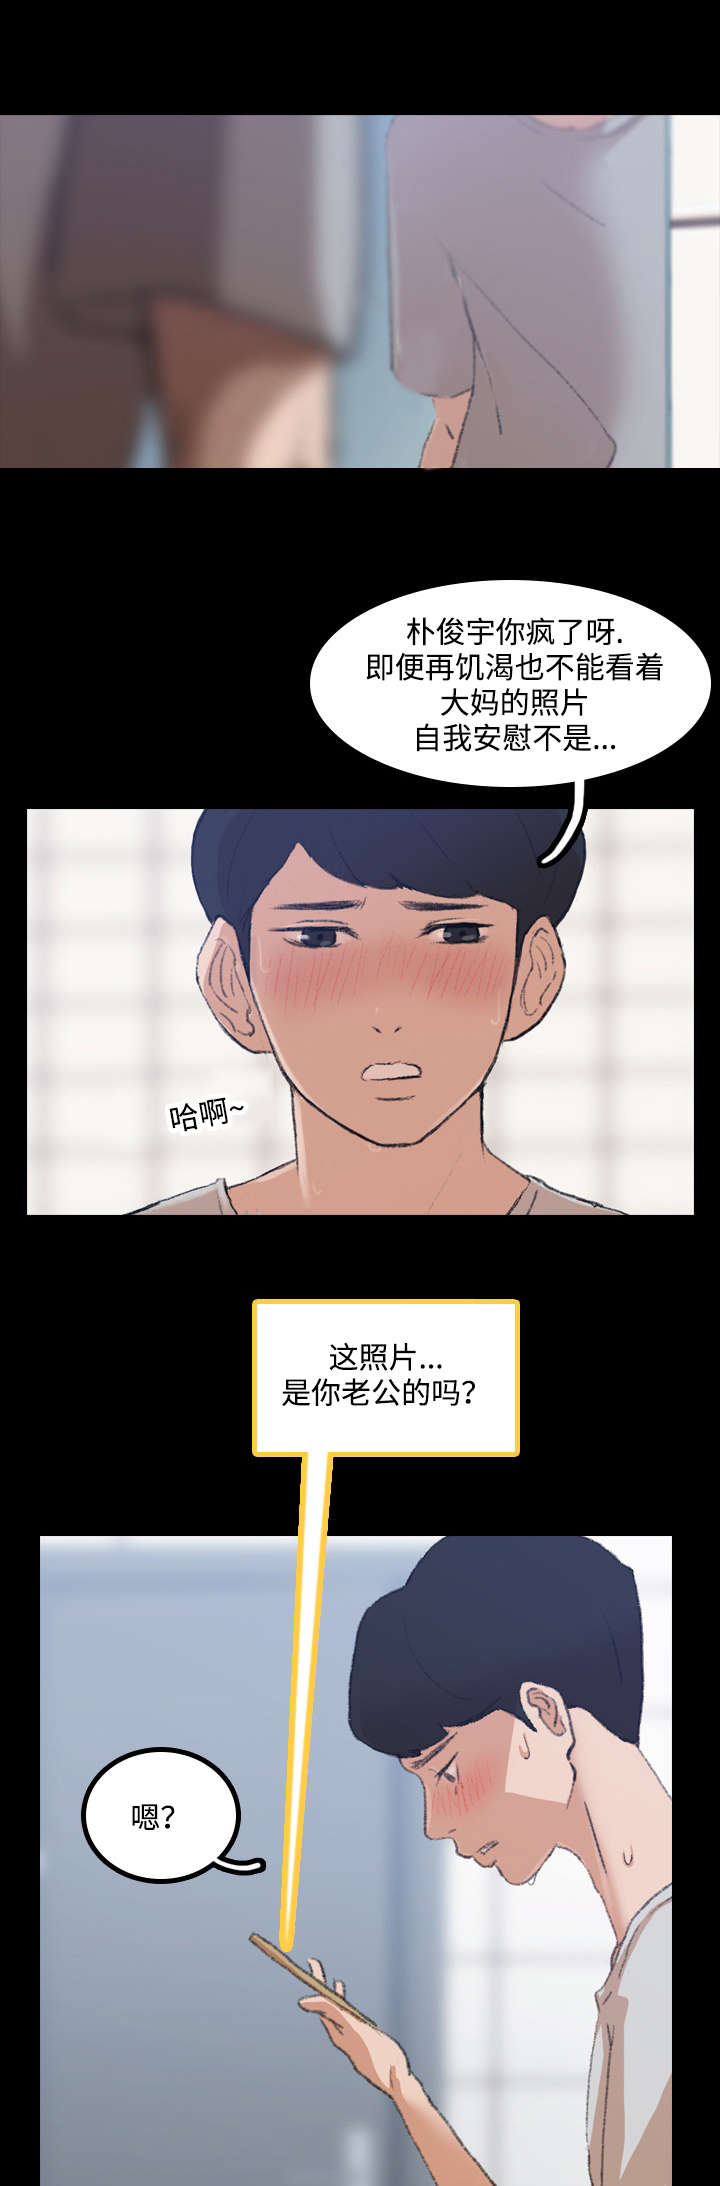 朴俊宇你疯了呀.
即便再饥渴也不能看着
大妈的照片
自我安慰不是...
哈啊~
这照片...
是你老公的吗？
嗯？